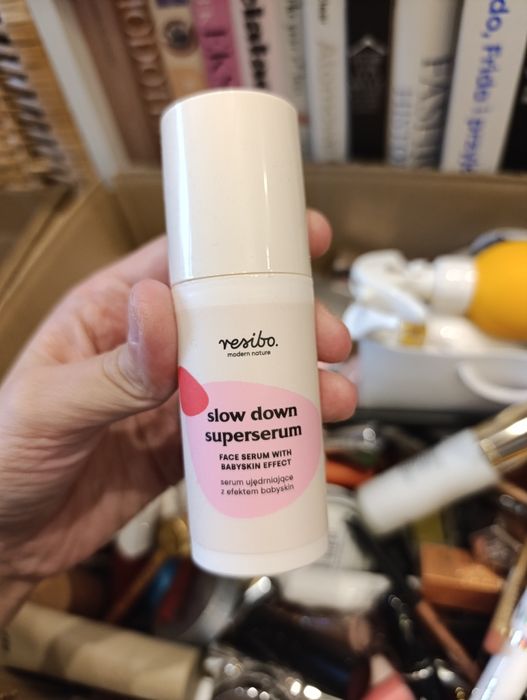 resibo.
modern nature
slow down
superserum
FACE SERUM WITH
BABYSKIN EFFECT
serum ujędrniające
z efektem babyskin